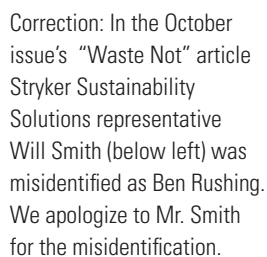 Correction: In the October
issue's  “Waste Not” article
Stryker Sustainability
Solutions representative
Will Smith (below left) was
misidentified as Ben Rushing.
We apologize to Mr. Smith
for the misidentification.